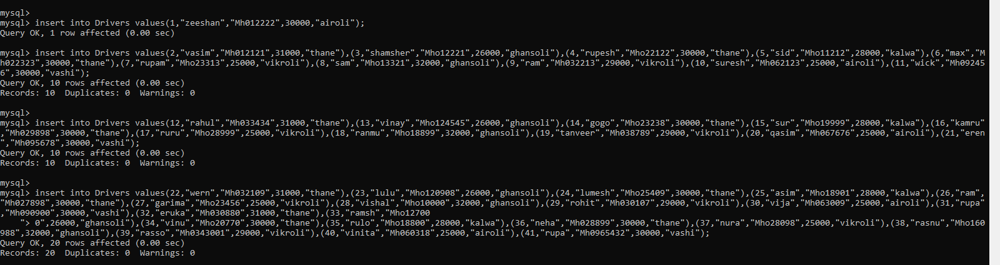 mysql>
mysql> insert into Drivers values(1,"zeeshan","Mh012222",30000,"airoli");
Query OK, 1 row affected (0.00 sec)
mysql> insert into Drivers values(2,"vasim","Mh012121",31000,"thane"),(3,"shamsher","Mho12221",26000,"ghansoli"),(4,"rupesh","Mho22122",30000,"thane"),(5,"sid","Mho11212",28000,"kalwa"),(6,"max","M
h022323",30000,"thane"),(7,"rupam","Mho23313",25000,"vikroli"),(8,"sam","Mho13321",32000,"ghansoli"),(9,"ram","Mh032213",29000,"vikroli"),(10,"suresh","Mh062123",25000,"airoli"),(11,"wick","Mh09245
6",30000,"vashi");
Query OK, 10 rows affected (0.00 sec)
Records: 10  Duplicates: 0  Warnings: 0
mysql>
mysql> insert into Drivers values(12,"rahul","Mh033434",31000,"thane"),(13,"vinay","Mho124545",26000,"ghansoli"),(14,"gogo","Mho23238",30000,"thane"),(15,"sur","Mho19999",28000,"kalwa"),(16,"kamru"
,"Mh029898",30000,"thane"),(17,"ruru","Mho28999",25000,"vikroli"),(18,"ranmu","Mho18899",32000,"ghansoli"),(19,"tanveer","Mh038789",29000,"vikroli"),(20,"qasim","Mh067676",25000,"airoli"),(21,"eren
","Mh095678",30000,"vashi");
Query OK, 10 rows affected (0.00 sec)
Records: 10  Duplicates: 0  Warnings: 0
mysql>
mysql> insert into Drivers values(22,"wern","Mh032109",31000,"thane"),(23,"lulu","Mho120908",26000,"ghansoli"),(24,"lumesh","Mho25409",30000,"thane"),(25,"asim","Mho18901",28000,"kalwa"),(26,"ram",
"Mh027898",30000,"thane"),(27,"garima","Mho23456",25000,"vikroli"),(28,"vishal","Mho10000",32000,"ghansoli"),(29,"rohit","Mh030107",29000,"vikroli"),(30,"vija","Mh063009",25000,"airoli"),(31,"rupa"
,"Mh090900",30000,"vashi"),(32,"eruka","Mh030880",31000,"thane"),(33,"ramsh","Mho12700
"> 0",26000,"ghansoli"),(34,"vinu","Mho20770",30000,"thane"),(35,"rulo","Mho18800",28000,"kalwa"),(36,"neha","Mh028899",30000,"thane"),(37,"nura","Mho28098",25000,"vikroli"),(38,"rasnu","Mho160
988",32000,"ghansoli"),(39,"rasso","Mh0343001",29000,"vikroli"),(40,"vinita","Mh060318",25000,"airoli"),(41,"rupa","Mh0965432",30000,"vashi");
Query OK, 20 rows affected (0.00 sec)
Records: 20  Duplicates: 0  Warnings: 0